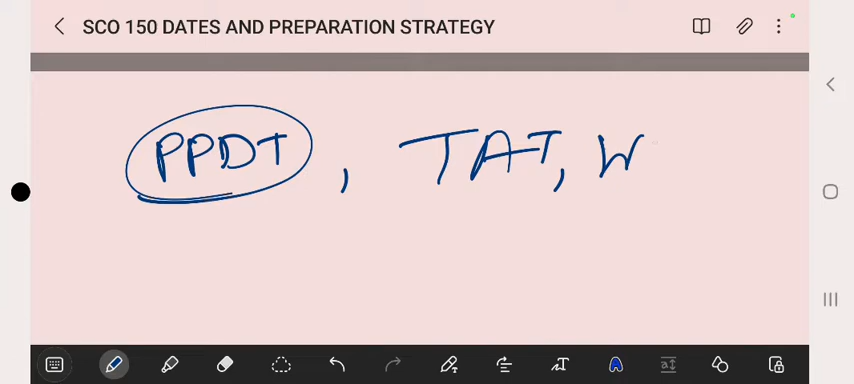 SCO 150 DATES AND PREPARATION STRATEGY
PPDT, TAT, W